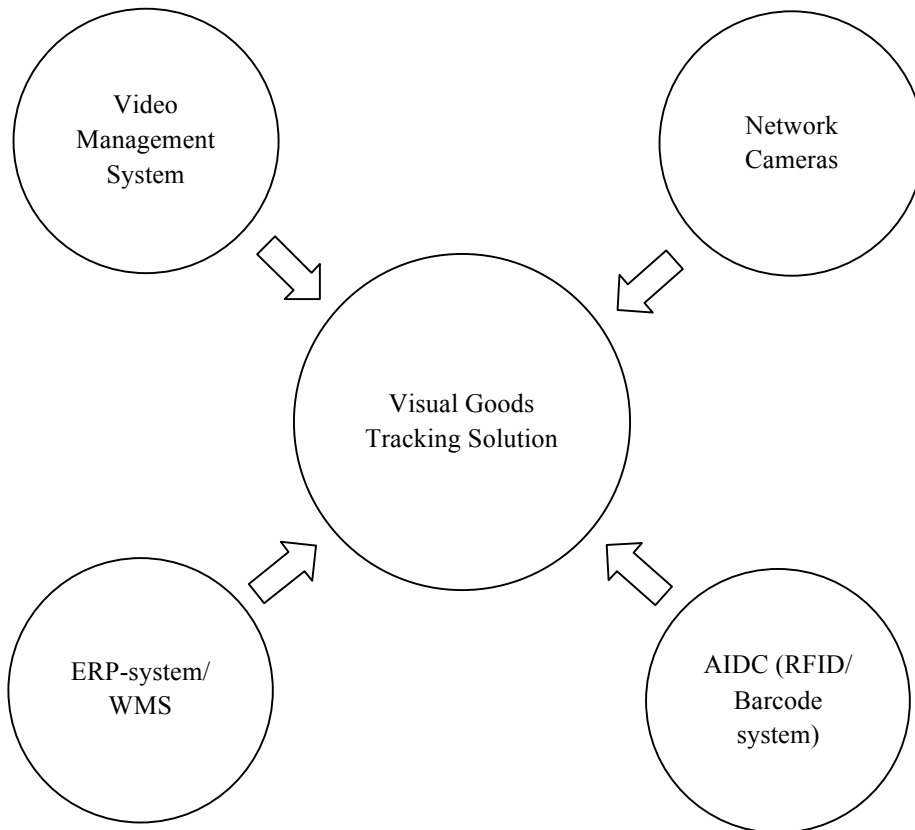 Video
Management
System
Network
Cameras
Visual Goods
Tracking Solution
ERP-system/
WMS
AIDC (RFID/
Barcode
system)